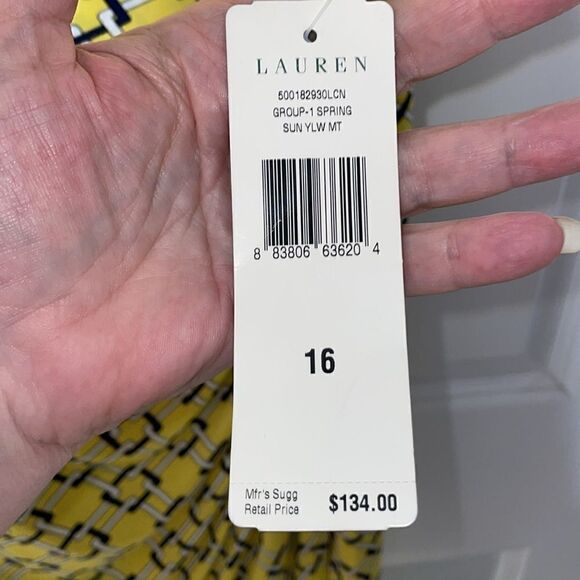 LAUREN
500182930LCN
GROUP-1 SPRING
SUN YLW MT
8 83806 63620 4
16
Mfr's Sugg
Retail Price $134.00